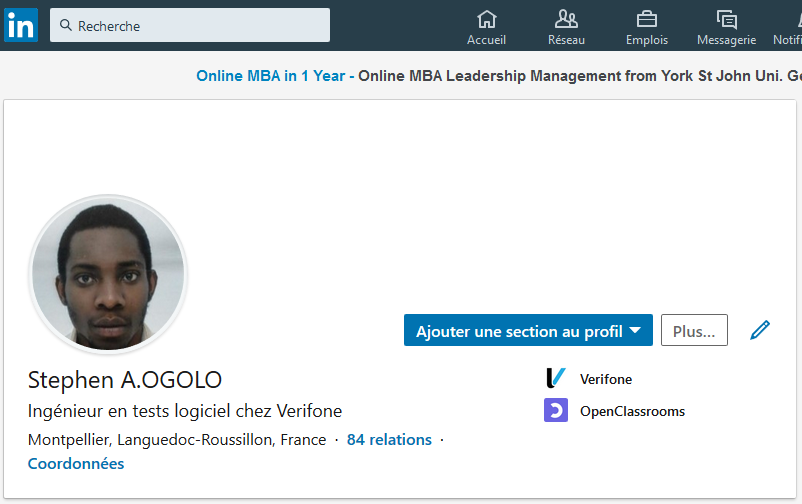 in
Recherche
Accueil
Réseau
Emplois
Messagerie
Notifi
Online MBA in 1 Year - Online MBA Leadership Management from York St John Uni. Ge
Ajouter une section au profil
Plus...
Stephen A.OGOLO
Verifone
Ingénieur en tests logiciel chez Verifone
OpenClassrooms
Montpellier, Languedoc-Roussillon, France · 84 relations ·
Coordonnées